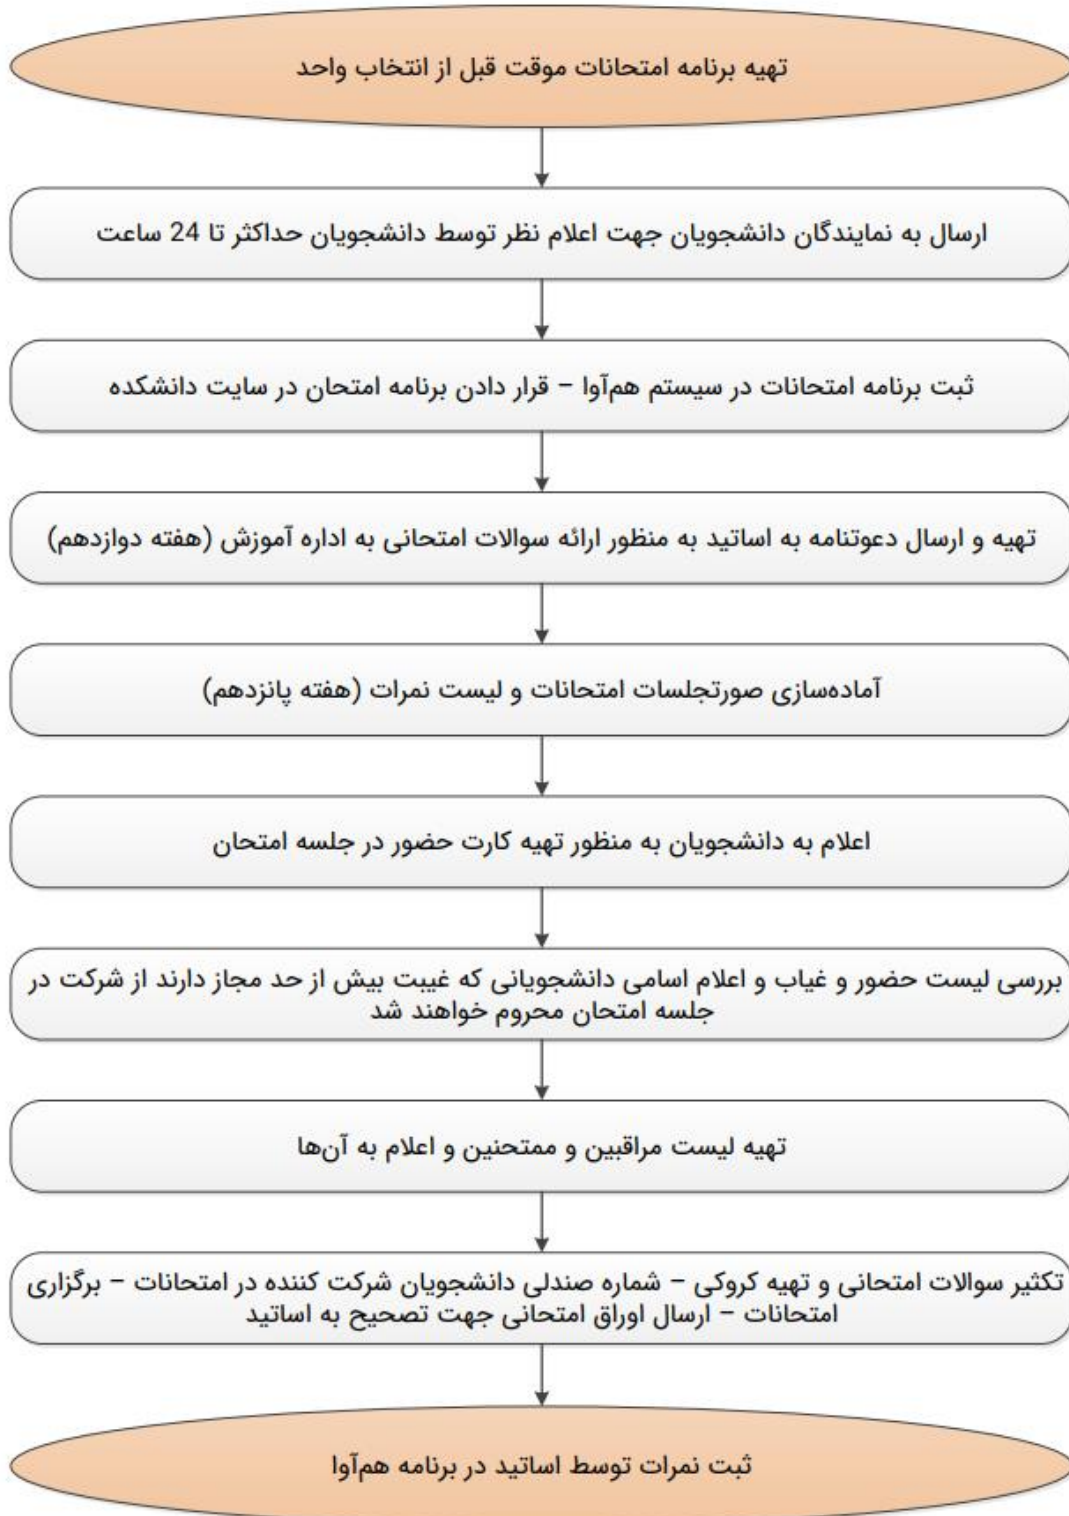 تهیه برنامه امتحانات موقت قبل از انتخاب واحد
ارسال به نمایندگان دانشجویان جهت اعلام نظر توسط دانشجویان حداکثر تا 24 ساعت
ثبت برنامه امتحانات در سیستم هم‌آوا – قرار دادن برنامه امتحان در سایت دانشکده
تهیه و ارسال دعوتنامه به اساتید به منظور ارائه سوالات امتحانی به اداره آموزش (هفته دوازدهم)
آماده‌سازی صورتجلسات امتحانات و لیست نمرات (هفته پانزدهم)
اعلام به دانشجویان به منظور تهیه کارت حضور در جلسه امتحان
بررسی لیست حضور و غیاب و اعلام اسامی دانشجویانی که غیبت بیش از حد مجاز دارند از شرکت در
جلسه امتحان محروم خواهند شد
تهیه لیست مراقبین و ممتحنین و اعلام به آن‌ها
تکثیر سوالات امتحانی و تهیه کروکی – شماره صندلی دانشجویان شرکت کننده در امتحانات – برگزاری
امتحانات – ارسال اوراق امتحانی جهت تصحیح به اساتید
ثبت نمرات توسط اساتید در برنامه هم‌آوا